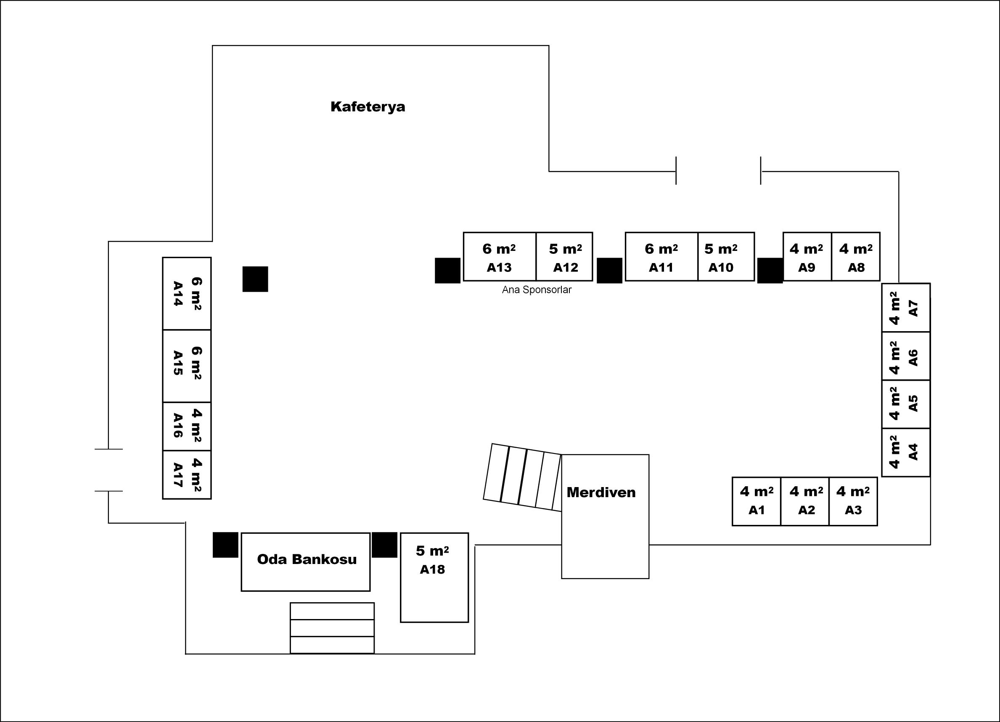 Kafeterya
6 m²
A13
5 m²
A12
6 m²
A11
5 m²
A10
4 m²
A9
4 m²
A8
Ana Sponsorlar
6 m²
A14
6 m²
A15
4 m²
A16
4 m²
A17
4 m²
A7
4 m²
A6
4 m²
A5
4 m²
A4
Merdiven
4 m²
A1
4 m²
A2
4 m²
A3
Oda Bankosu
5 m²
A18